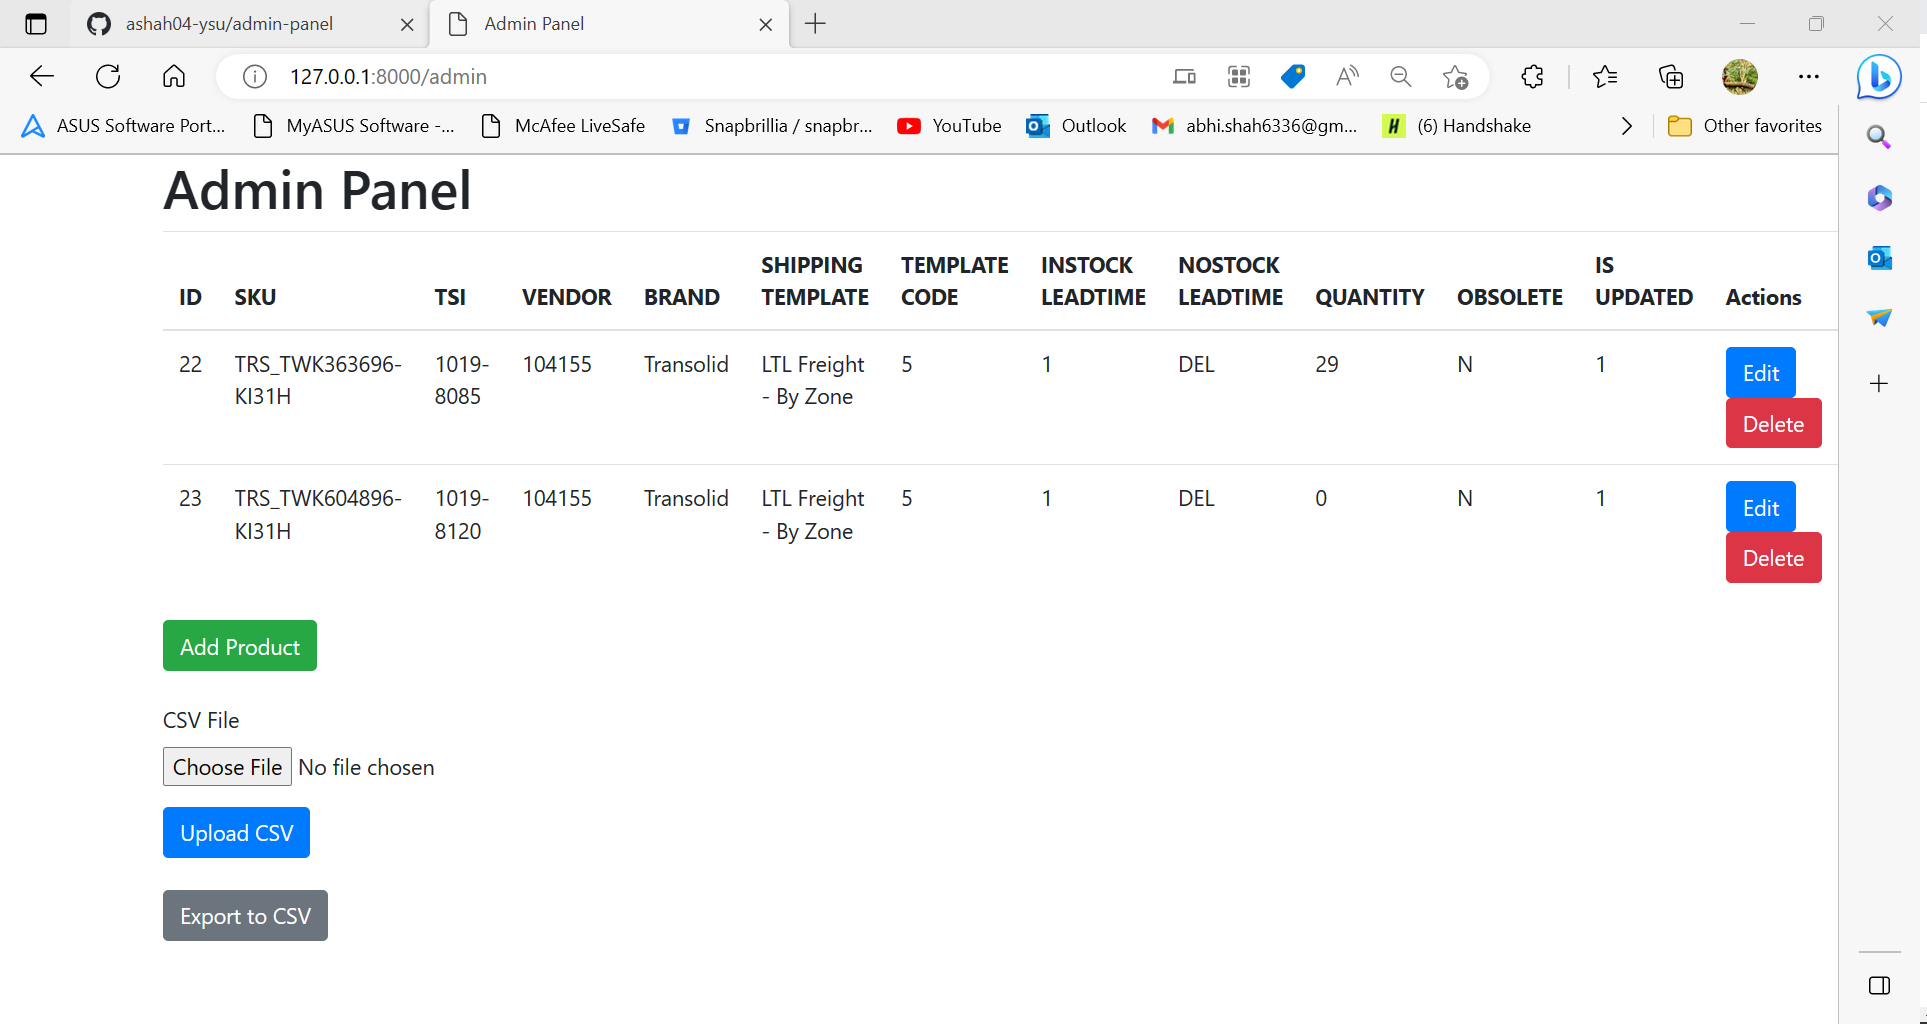 ashah04-ysu/admin-panel
Admin Panel
127.0.0.1:8000/admin
ASUS Software Port...
MyASUS Software -...
McAfee LiveSafe
Snapbrillia / snapbr...
YouTube
Outlook
abhi.shah6336@gm...
(6) Handshake
Other favorites
Admin Panel
ID SKU TSI VENDOR BRAND SHIPPING TEMPLATE TEMPLATE CODE INSTOCK LEADTIME NOSTOCK LEADTIME QUANTITY OBSOLETE IS UPDATED Actions
22 TRS_TWK363696- 1019- 104155 Transolid LTL Freight 5 1 DEL 29 N 1 Edit
KI31H 8085 - By Zone
Delete
23 TRS_TWK604896- 1019- 104155 Transolid LTL Freight 5 1 DEL 0 N 1 Edit
KI31H 8120 - By Zone
Delete
Add Product
CSV File
Choose File No file chosen
Upload CSV
Export to CSV